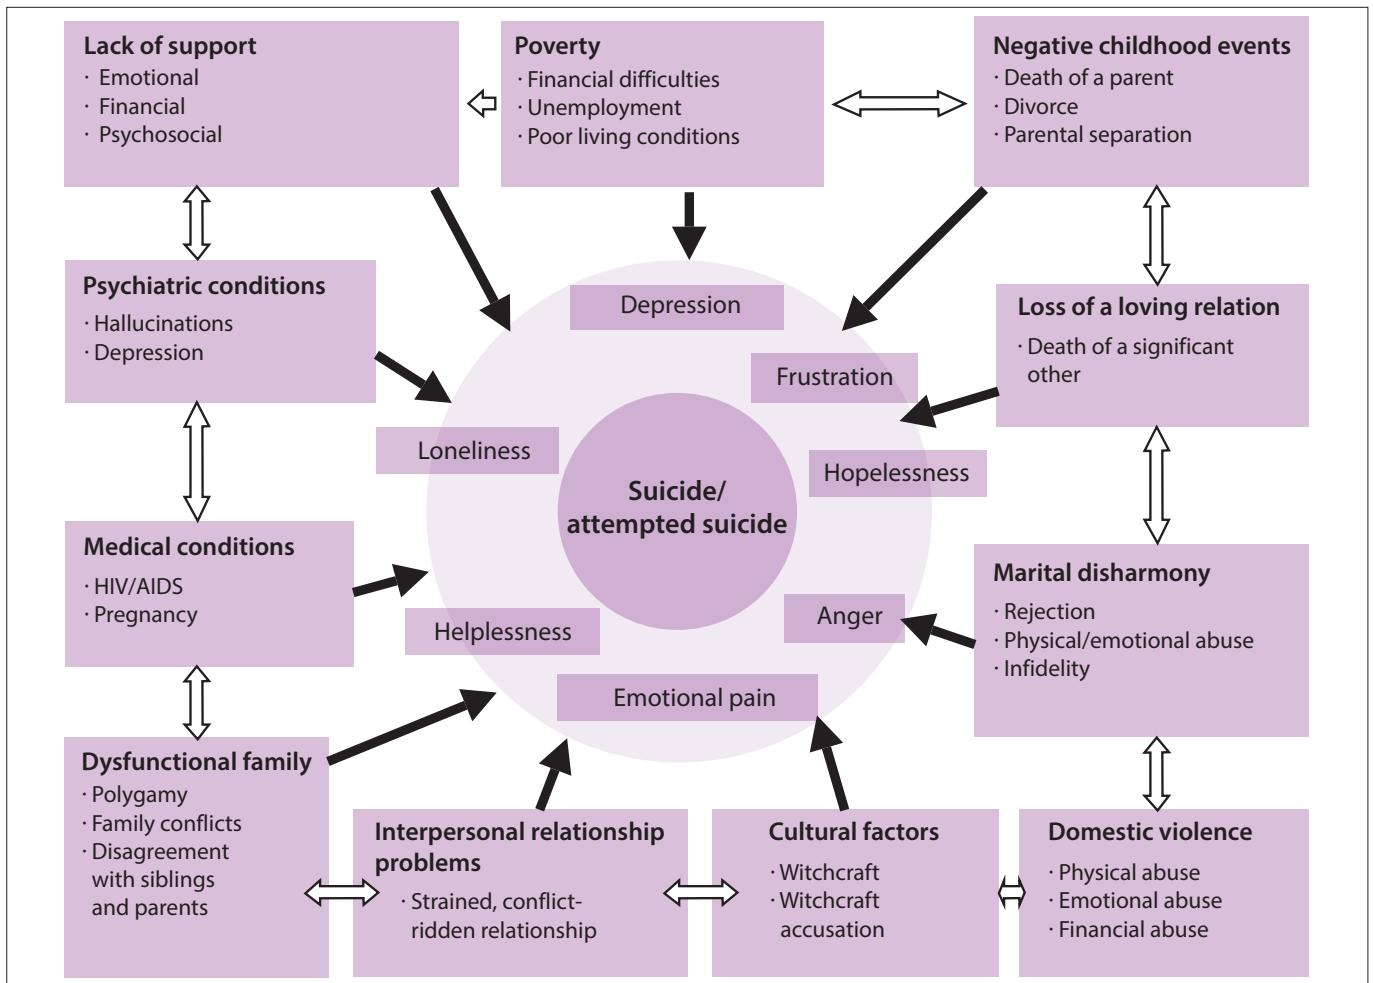 Lack of support
· Emotional
· Financial
· Psychosocial
Poverty
· Financial difficulties
· Unemployment
· Poor living conditions
Negative childhood events
· Death of a parent
· Divorce
· Parental separation
Psychiatric conditions
· Hallucinations
· Depression
Depression
Loss of a loving relation
· Death of a significant
other
Frustration
Loneliness
Hopelessness
Suicide/
attempted suicide
Medical conditions
· HIV/AIDS
· Pregnancy
Marital disharmony
· Rejection
· Physical/emotional abuse
· Infidelity
Anger
Helplessness
Emotional pain
Dysfunctional family
· Polygamy
· Family conflicts
· Disagreement
with siblings
and parents
Interpersonal relationship
problems
· Strained, conflict-
ridden relationship
Cultural factors
· Witchcraft
· Witchcraft
accusation
Domestic violence
· Physical abuse
· Emotional abuse
· Financial abuse